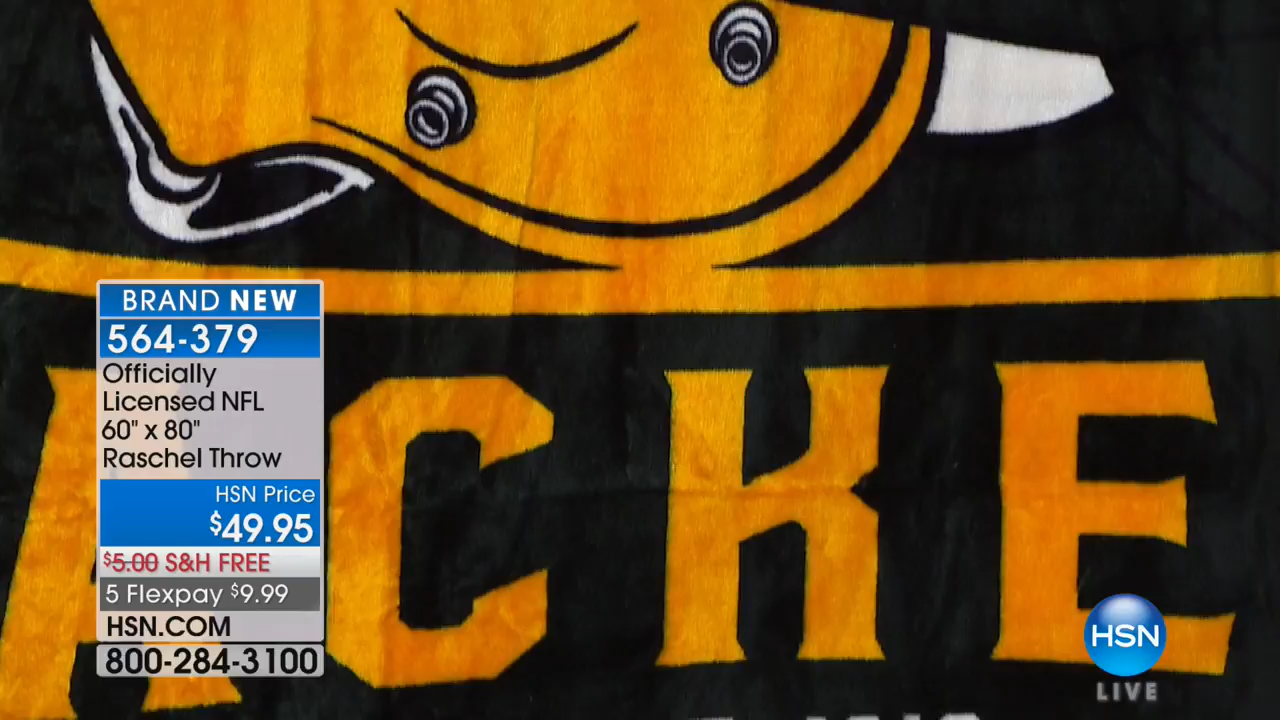 BRAND NEW
564-379
Officially
Licensed NFL
60" x 80"
Raschel Throw
HSN Price
$49.95
$5.00 S&H FREE
5 Flexpay $9.99
HSN.COM
800-284-3100
ACKE
HSN
LIVE